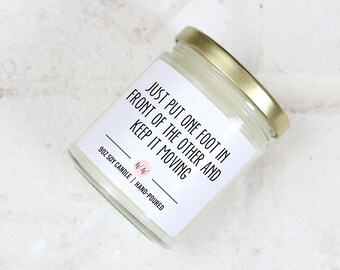 JUST PUT ONE FOOT IN
FRONT OF THE OTHER AND
KEEP IT MOVING
9OZ SOY CANDLE | HAND-POURED